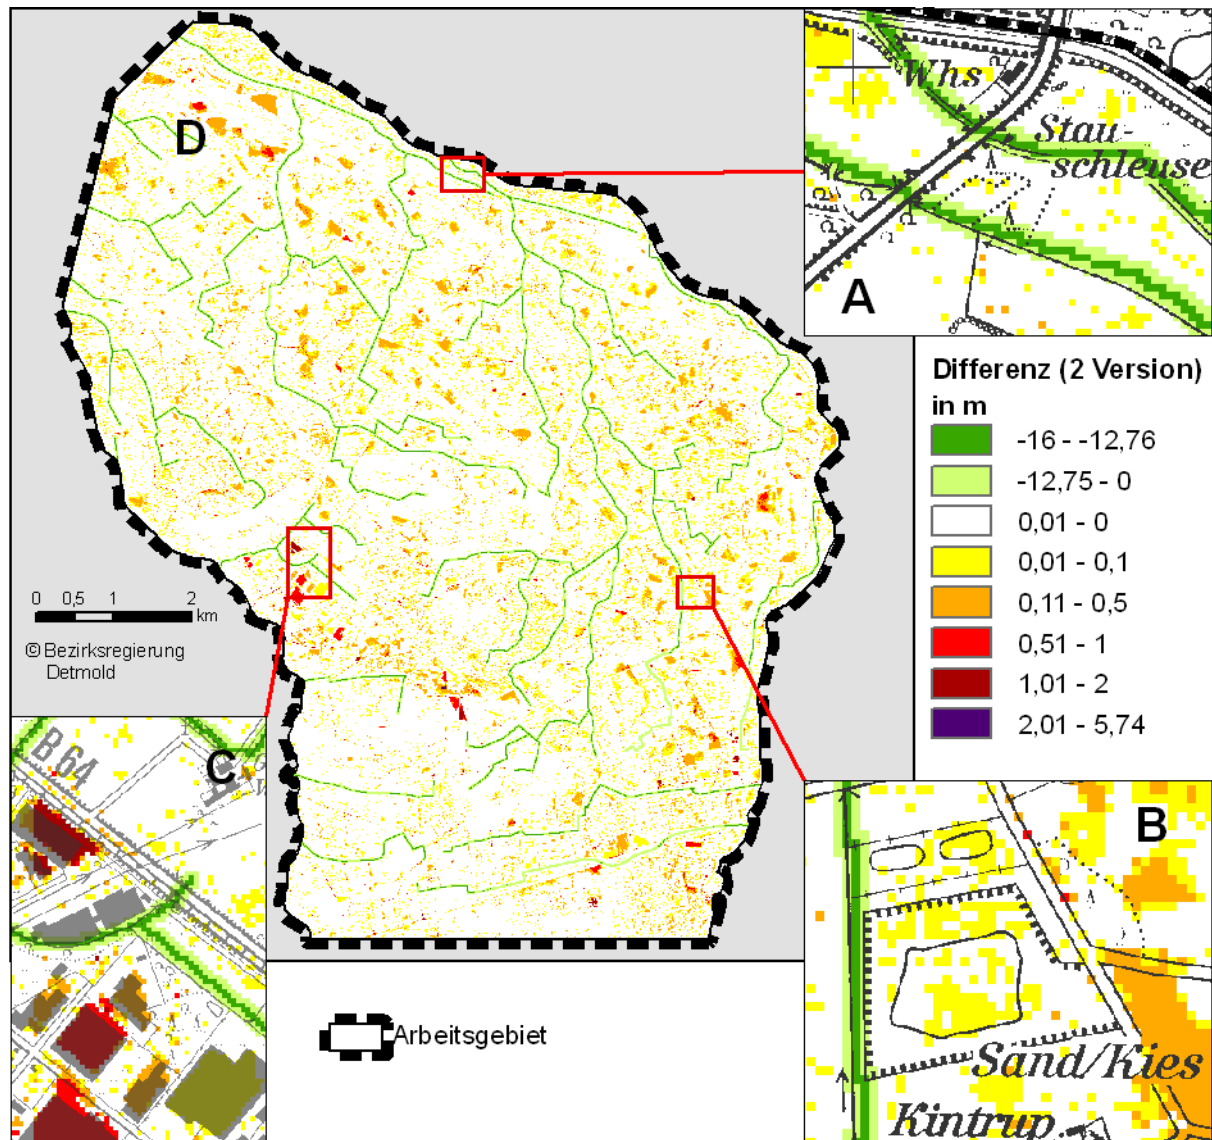 D
Whs
Stau-
schleuse
A
Differenz (2 Version)
in m
-16 - -12,76
-12,75 - 0
0,01 - 0
0,01 - 0,1
0,11 - 0,5
0,51 - 1
1,01 - 2
2,01 - 5,74
0 0,5 1 2
km
© Bezirksregierung
Detmold
B 64
C
B
Sand/Kies
Kintrup
Arbeitsgebiet